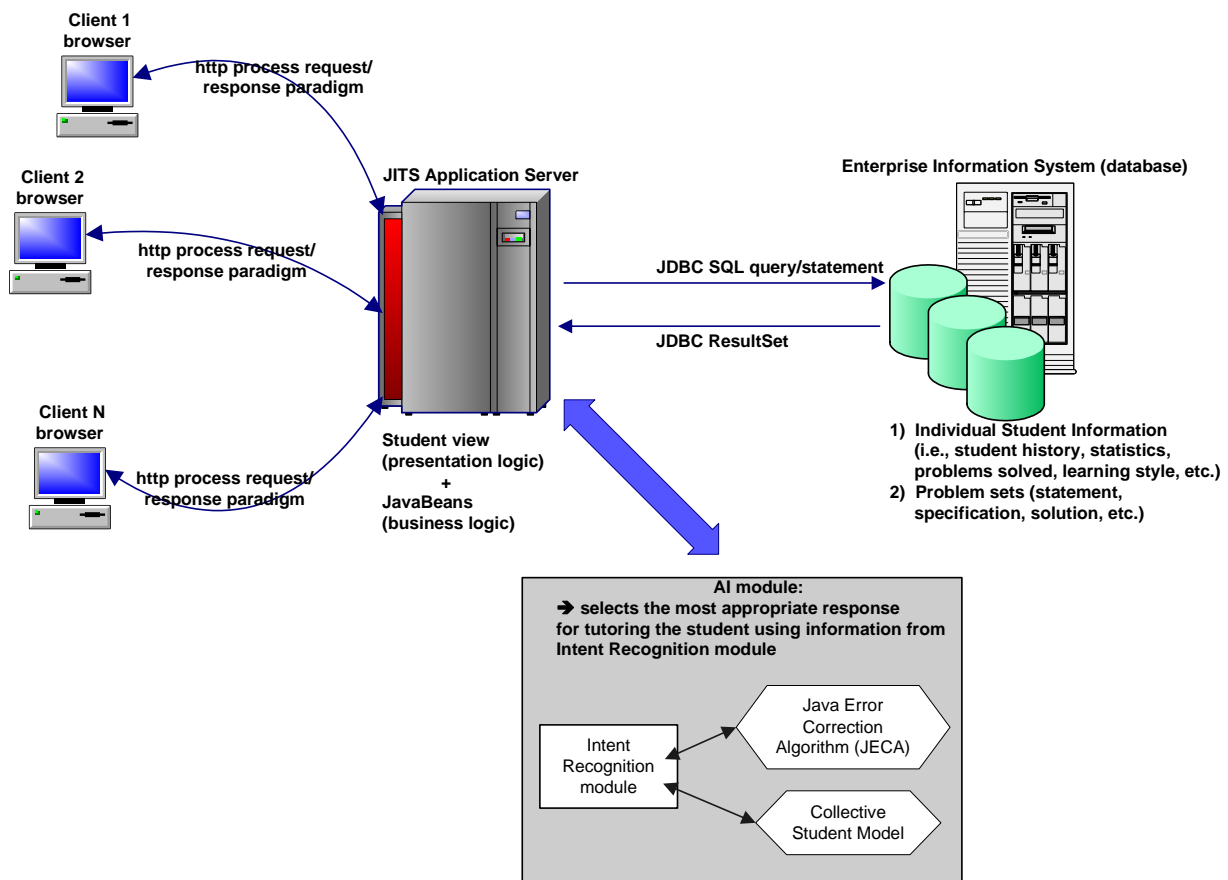 Client 1
browser
http process request/
response paradigm
Client 2
browser
http process request/
response paradigm
Client N
browser
http process request/
response paradigm
JITS Application Server
Student view
(presentation logic)
+
JavaBeans
(business logic)
JDBC SQL query/statement
JDBC ResultSet
Enterprise Information System (database)
1) Individual Student Information
(i.e., student history, statistics,
problems solved, learning style, etc.)
2) Problem sets (statement,
specification, solution, etc.)
AI module:
➔ selects the most appropriate response
for tutoring the student using information from
Intent Recognition module
Intent
Recognition
module
Java Error
Correction
Algorithm (JECA)
Collective
Student Model